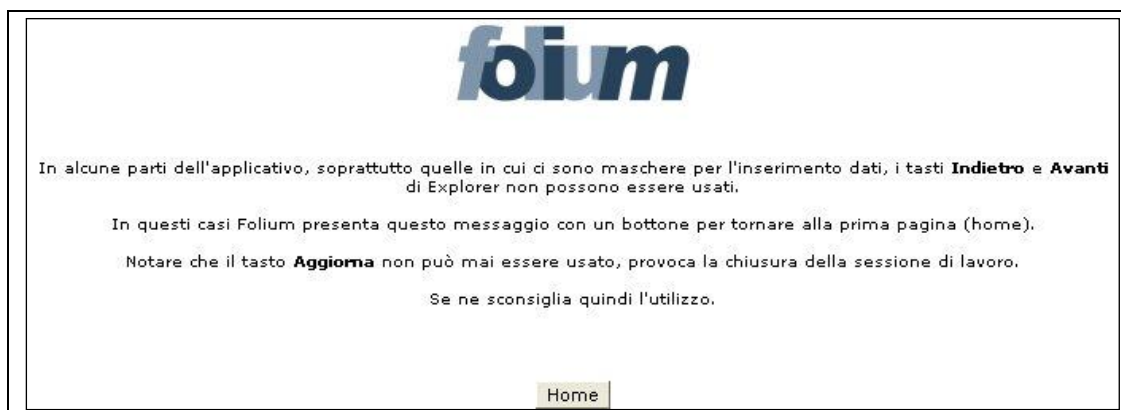 folium
In alcune parti dell'applicativo, soprattutto quelle in cui ci sono maschere per l'inserimento dati, i tasti Indietro e Avanti
di Explorer non possono essere usati.
In questi casi Folium presenta questo messaggio con un bottone per tornare alla prima pagina (home).
Notare che il tasto Aggiorna non può mai essere usato, provoca la chiusura della sessione di lavoro.
Se ne sconsiglia quindi l'utilizzo.
Home